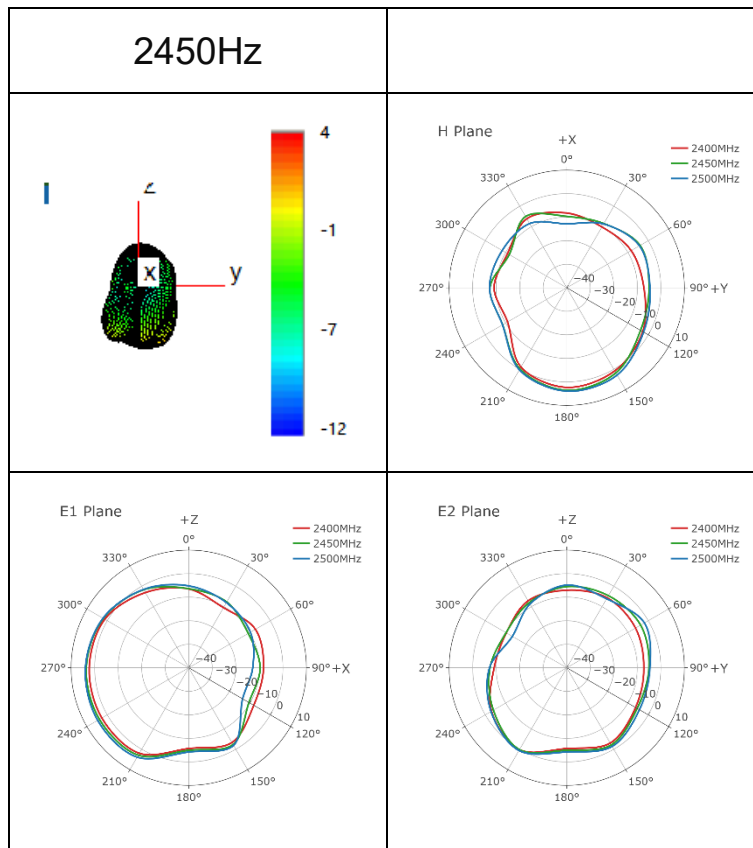 2450Hz
4
-1
-7
-12
z
x
y
H Plane
+X
0°
30°
60°
90°+Y
120°
150°
180°
210°
240°
270°
300°
330°
-40
-30
-20
-10
0
10
2400MHz
2450MHz
2500MHz
E1 Plane
+Z
0°
30°
60°
90°+X
120°
150°
180°
210°
240°
270°
300°
330°
-40
-30
-20
-10
0
10
2400MHz
2450MHz
2500MHz
E2 Plane
+Z
0°
30°
60°
90°+Y
120°
150°
180°
210°
240°
270°
300°
330°
-40
-30
-20
-10
0
10
2400MHz
2450MHz
2500MHz